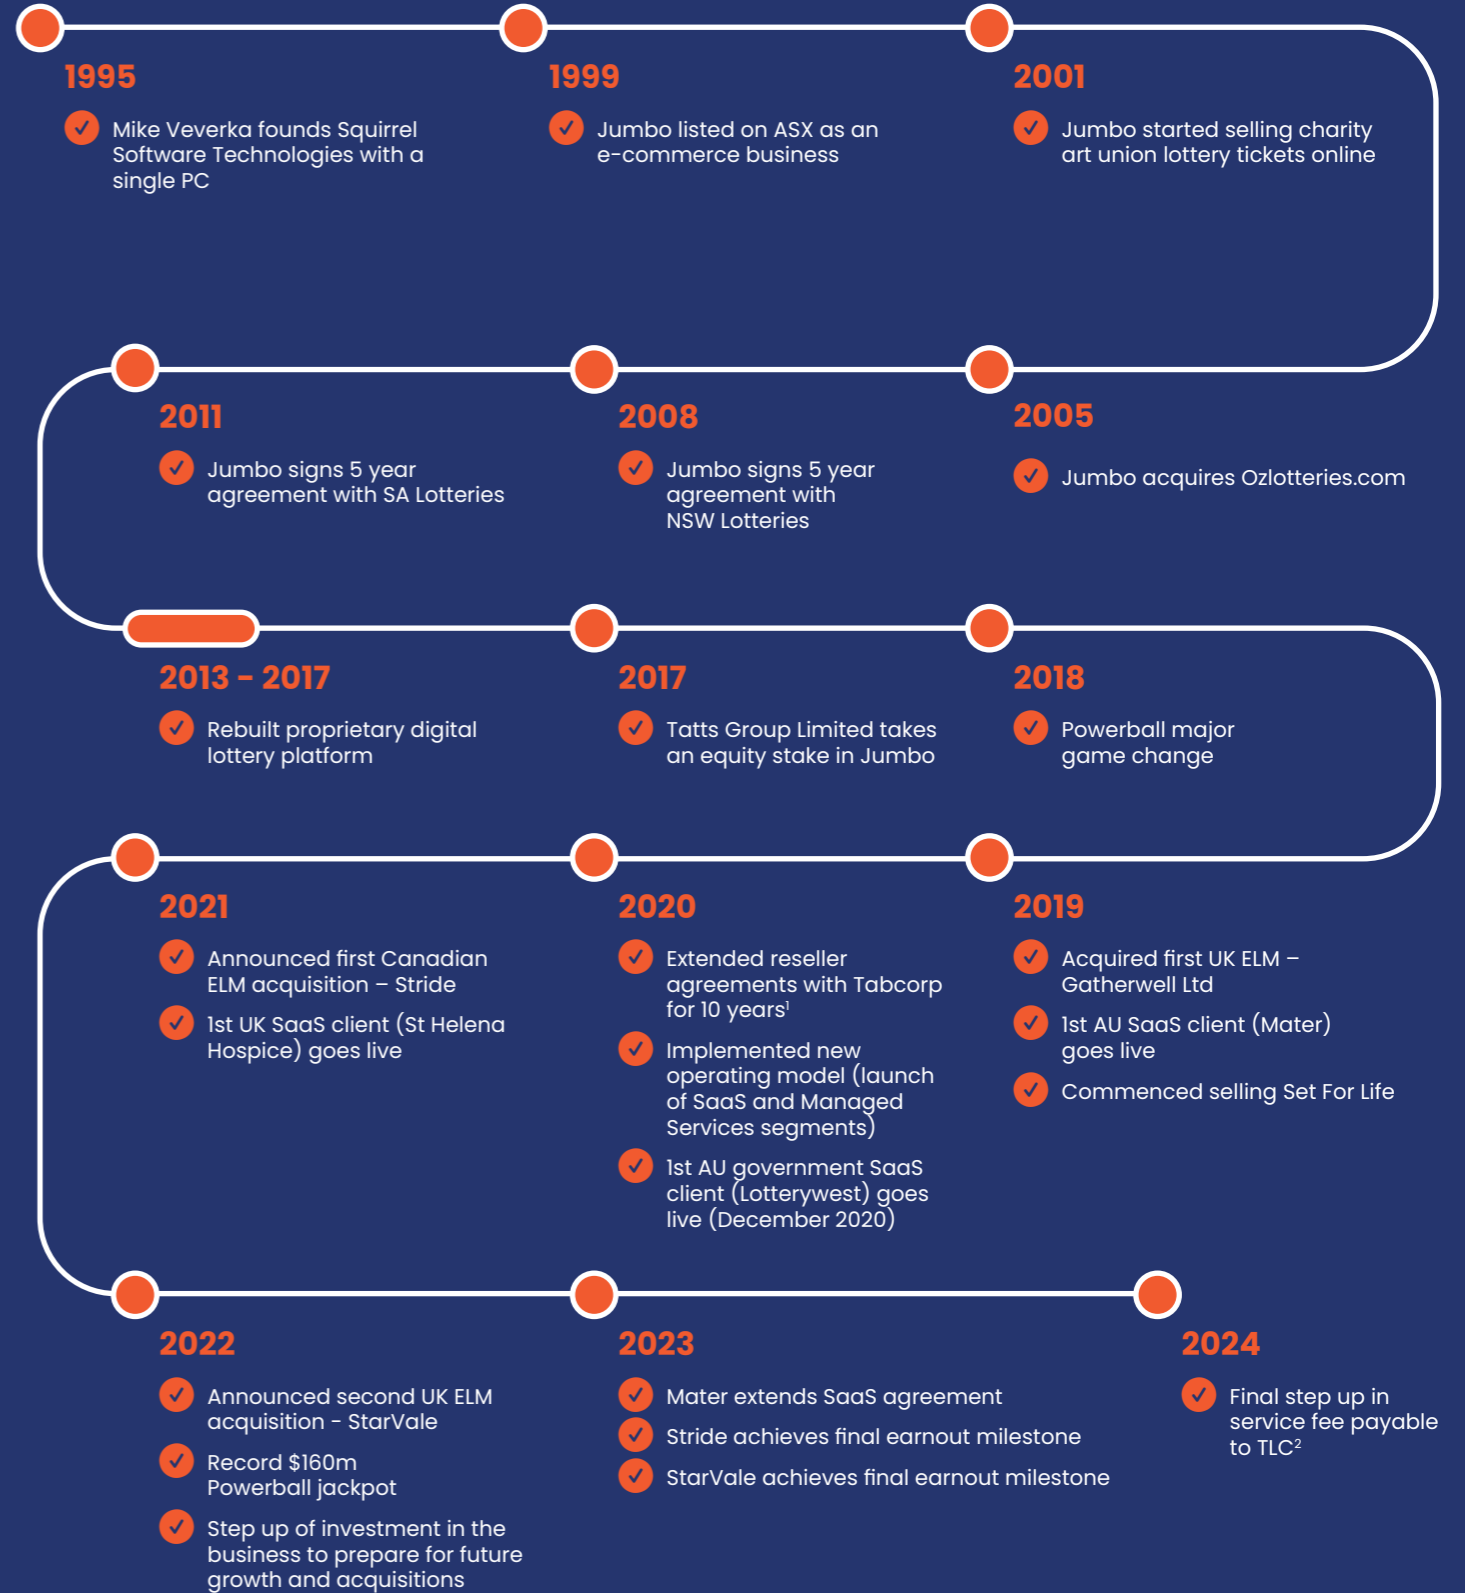 1995
Mike Veverka founds Squirrel
Software Technologies with a
single PC
1999
Jumbo listed on ASX as an
e-commerce business
2001
Jumbo started selling charity
art union lottery tickets online
2005
Jumbo acquires Ozlotteries.com
2008
Jumbo signs 5 year
agreement with
NSW Lotteries
2011
Jumbo signs 5 year
agreement with SA Lotteries
2013 - 2017
Rebuilt proprietary digital
lottery platform
2017
Tatts Group Limited takes
an equity stake in Jumbo
2018
Powerball major
game change
2019
Acquired first UK ELM –
Gatherwell Ltd
1st AU SaaS client (Mater)
goes live
Commenced selling Set For Life
2020
Extended reseller
agreements with Tabcorp
for 10 years¹
Implemented new
operating model (launch
of SaaS and Managed
Services segments)
1st AU government SaaS
client (Lotterywest) goes
live (December 2020)
2021
Announced first Canadian
ELM acquisition – Stride
1st UK SaaS client (St Helena
Hospice) goes live
2022
Announced second UK ELM
acquisition - StarVale
Record $160m
Powerball jackpot
Step up of investment in the
business to prepare for future
growth and acquisitions
2023
Mater extends SaaS agreement
Stride achieves final earnout milestone
StarVale achieves final earnout milestone
2024
Final step up in
service fee payable
to TLC²